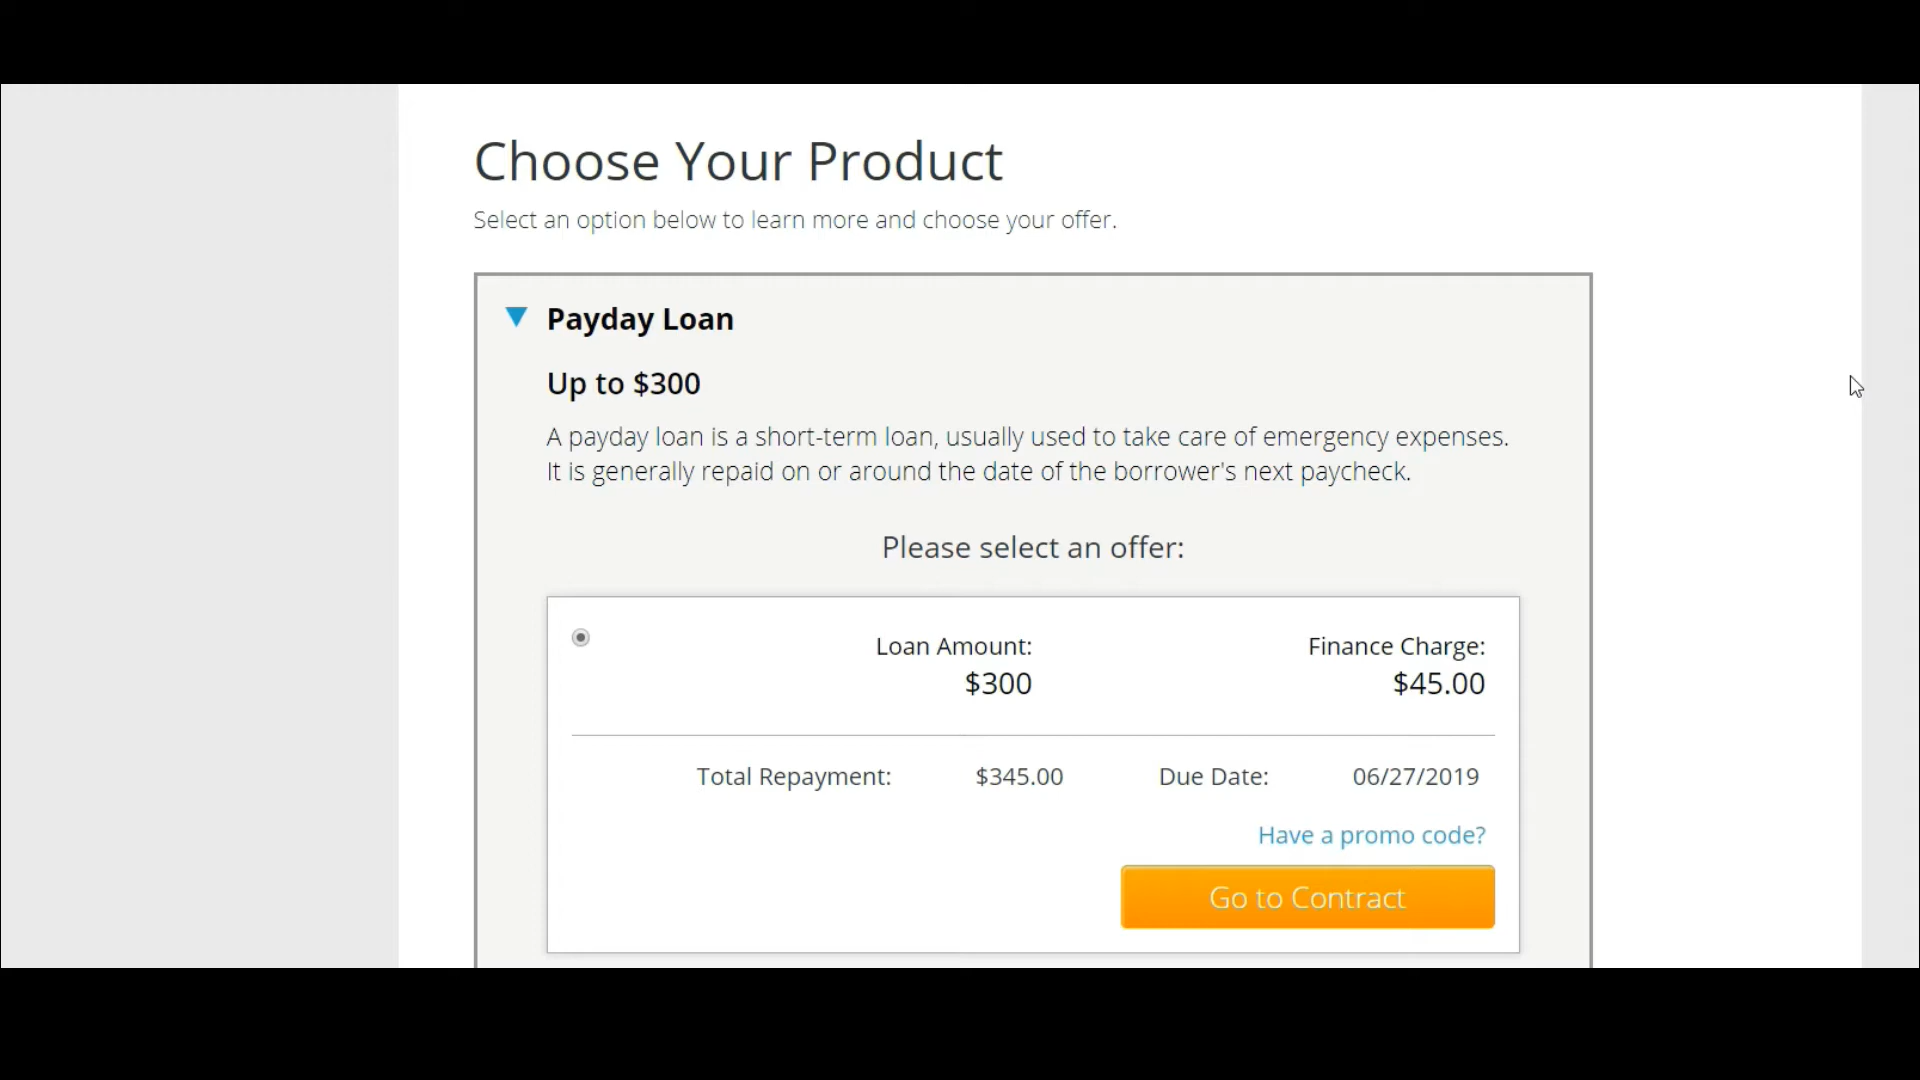 Choose Your Product
Select an option below to learn more and choose your offer.
Payday Loan
Up to $300
A payday loan is a short-term loan, usually used to take care of emergency expenses.
It is generally repaid on or around the date of the borrower's next paycheck.
Please select an offer:
Loan Amount: Finance Charge:
$300 $45.00
Total Repayment: $345.00 Due Date: 06/27/2019
Have a promo code?
Go to Contract